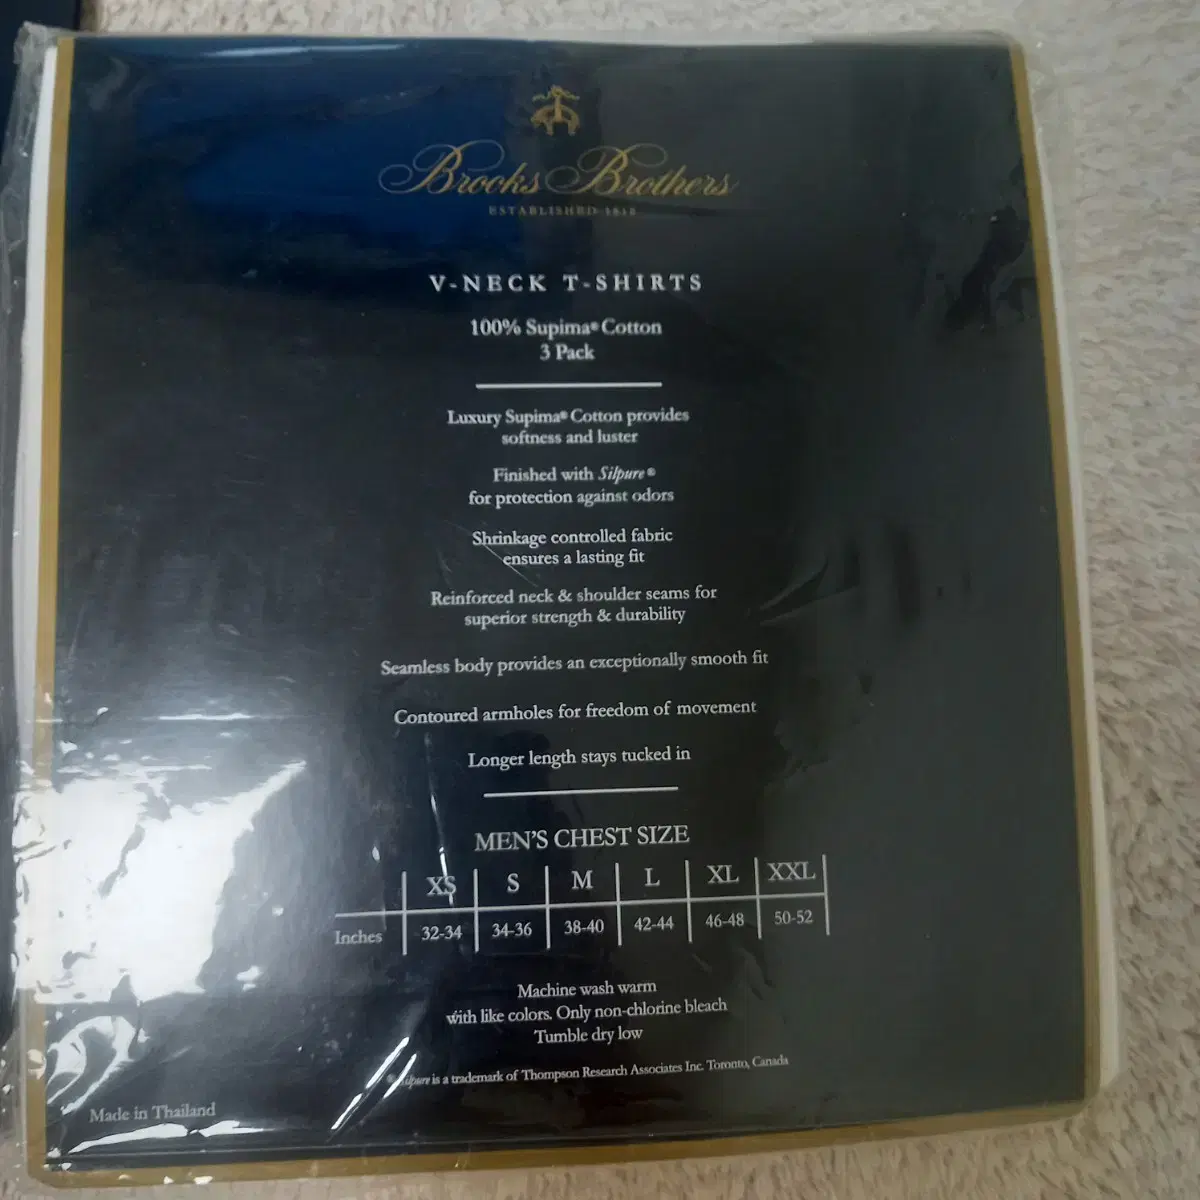 Brooks Brothers
ESTABLISHED 1818
V-NECK T-SHIRTS
100% Supima® Cotton
3 Pack
Luxury Supima® Cotton provides
softness and luster
Finished with Silpure®
for protection against odors
Shrinkage controlled fabric
ensures a lasting fit
Reinforced neck & shoulder seams for
superior strength & durability
Seamless body provides an exceptionally smooth fit
Contoured armholes for freedom of movement
Longer length stays tucked in
MEN'S CHEST SIZE
XS S M L XL XXL
Inches 32-34 34-36 38-40 42-44 46-48 50-52
Machine wash warm
with like colors. Only non-chlorine bleach
Tumble dry low
® Silpure is a trademark of Thompson Research Associates Inc. Toronto, Canada
Made in Thailand